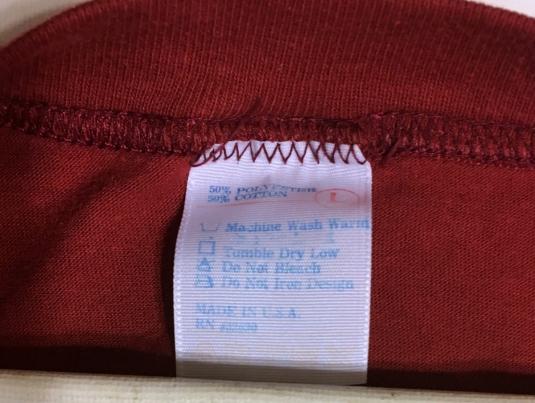 50% POLYESTER
50% COTTON
L
Machine Wash Warm
Tumble Dry Low
Do Not Bleach
Do Not Iron Design
MADE IN U.S.A.
RN